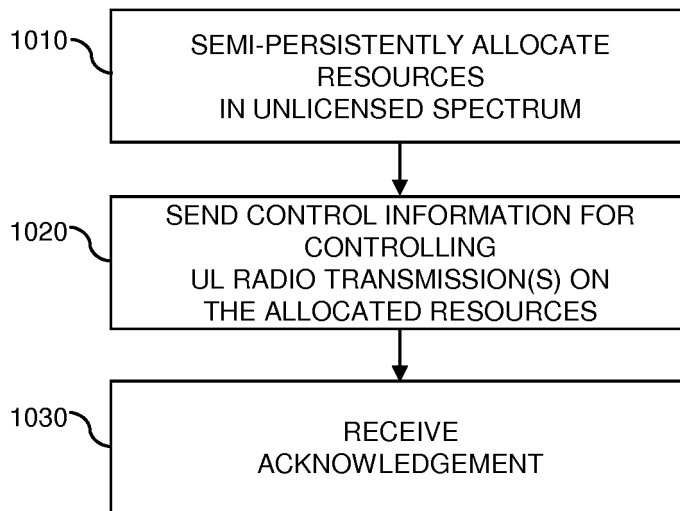 1010
SEMI-PERSISTENTLY ALLOCATE
RESOURCES
IN UNLICENSED SPECTRUM
1020
SEND CONTROL INFORMATION FOR
CONTROLLING
UL RADIO TRANSMISSION(S) ON
THE ALLOCATED RESOURCES
1030
RECEIVE
ACKNOWLEDGEMENT